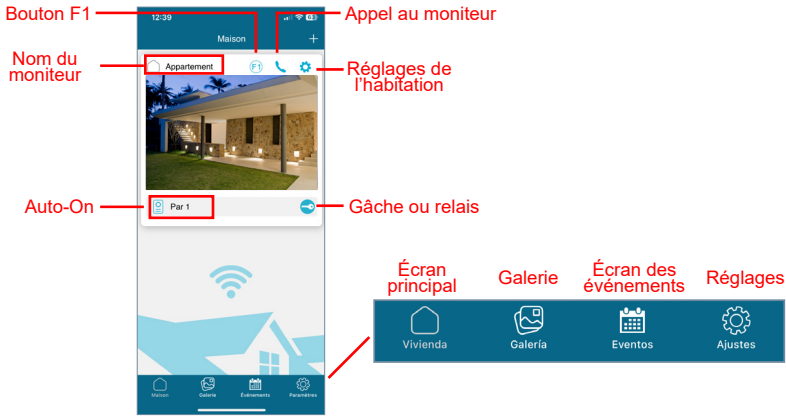 Bouton F1
Appel au moniteur
12:39
Maison
+
Nom du
moniteur
Appartement
F1
Réglages de
l'habitation
Auto-On
Par 1
Gâche ou relais
Écran
principal
Galerie
Écran des
événements
Réglages
Vivienda
Galería
Eventos
Ajustes
Maison
Galerie
Événements
Paramètres